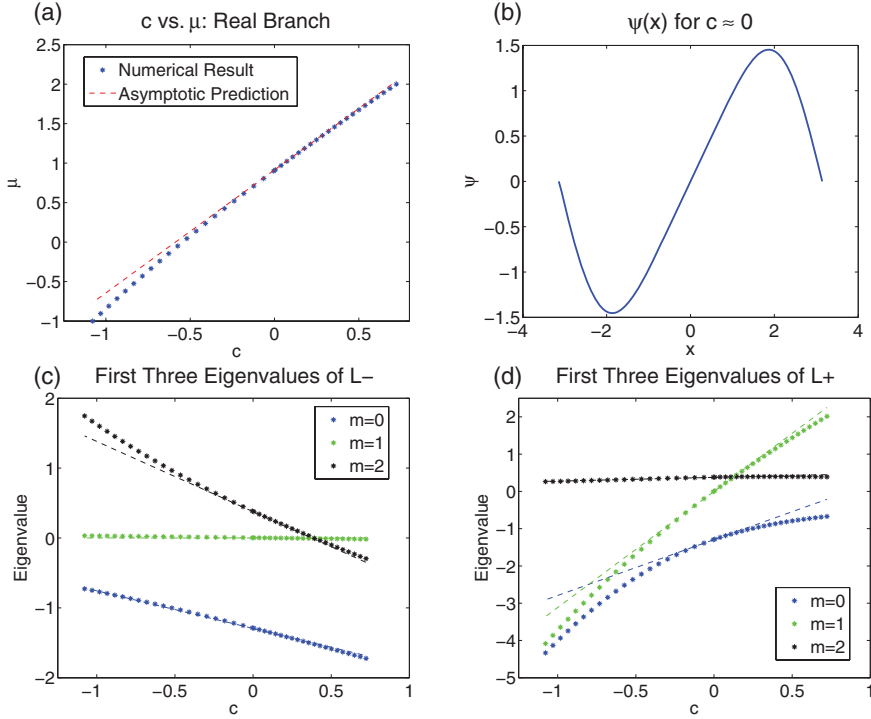 (a)
c vs. μ: Real Branch
2.5
2
1.5
1
0.5
0
−0.5
−1
μ
Numerical Result
Asymptotic Prediction
−1
−0.5
0
0.5
c
(b)
ψ(x) for c ≈ 0
1.5
1
0.5
0
−0.5
−1
−1.5
ψ
−4
−2
0
2
4
x
(c)
First Three Eigenvalues of L−
2
1
0
−1
−2
Eigenvalue
m=0
m=1
m=2
−1
−0.5
0
0.5
1
c
(d)
First Three Eigenvalues of L+
2
1
0
−1
−2
−3
−4
−5
Eigenvalue
m=0
m=1
m=2
−1
−0.5
0
0.5
1
c